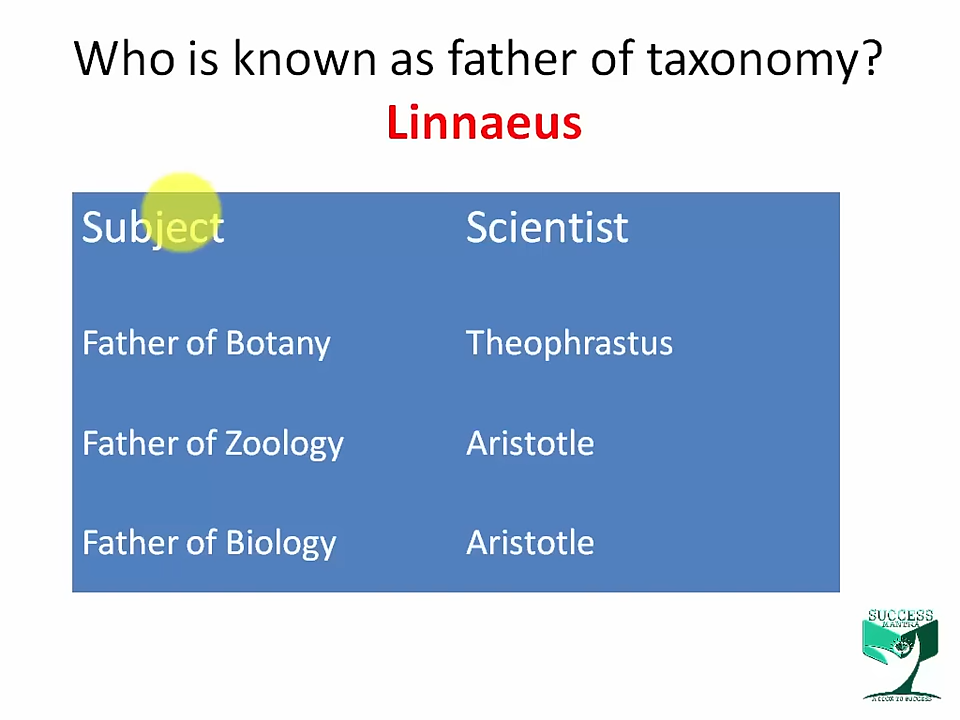 Who is known as father of taxonomy?
Linnaeus
Subject Scientist
Father of Botany Theophrastus
Father of Zoology Aristotle
Father of Biology Aristotle
SUCCESS
MANTRA